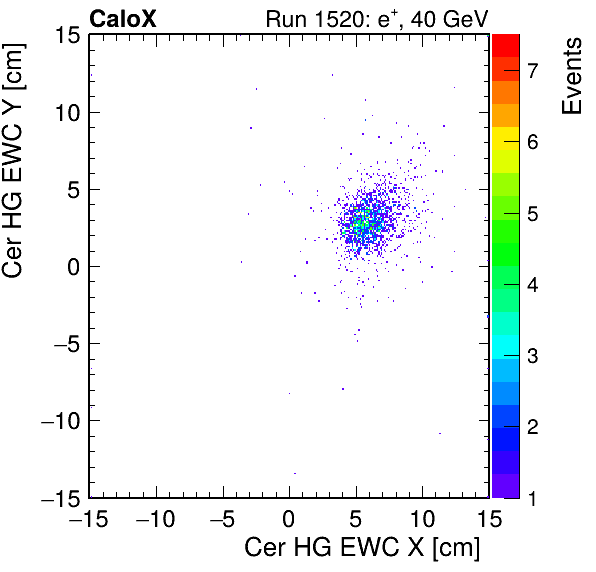 CaloX Run 1520: e+, 40 GeV
Cer HG EWC Y [cm]
15
10
5
0
−5
−10
−15
−15 −10 −5 0 5 10 15
Cer HG EWC X [cm]
Events
7
6
5
4
3
2
1